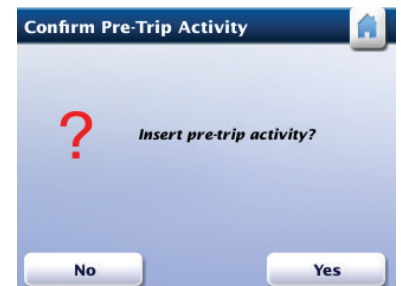 Confirm Pre-Trip Activity
?
Insert pre-trip activity?
No
Yes